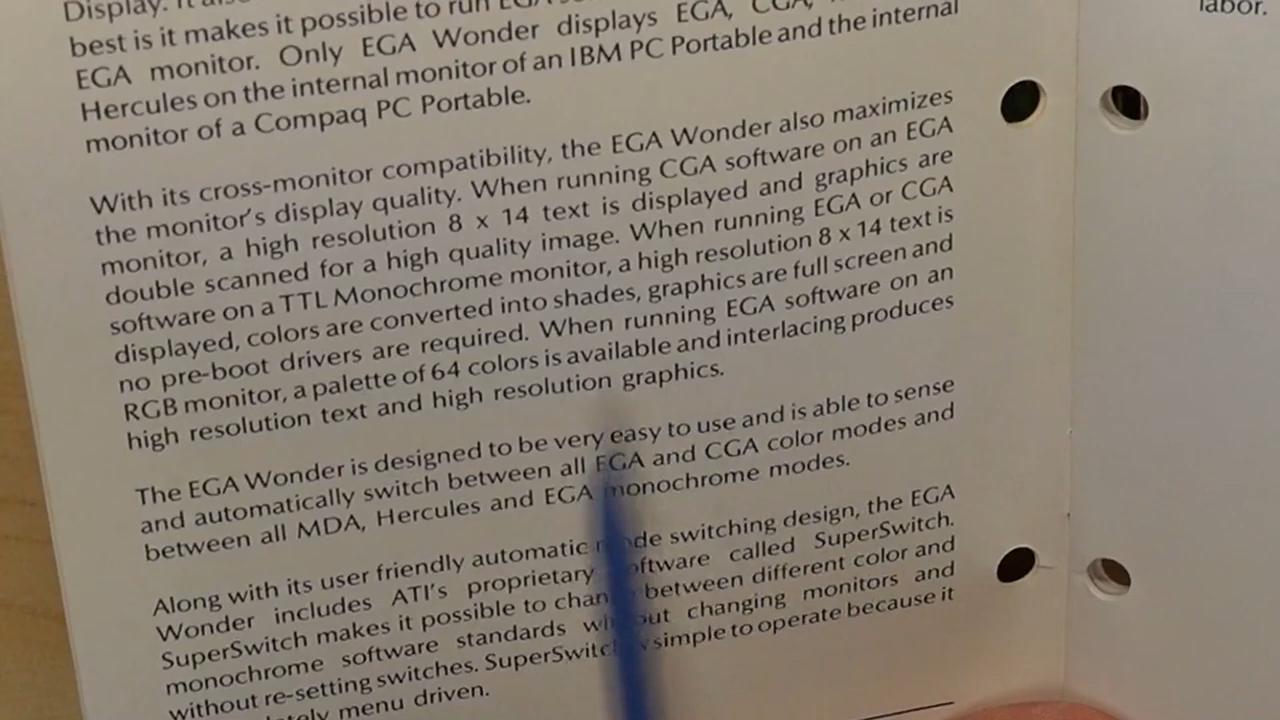 Display.
best is it makes it possible to run EGA
EGA monitor. Only EGA Wonder displays EGA, CGA,
Hercules on the internal monitor of an IBM PC Portable and the internal
monitor of a Compaq PC Portable.
With its cross-monitor compatibility, the EGA Wonder also maximizes
the monitor's display quality. When running CGA software on an EGA
monitor, a high resolution 8 x 14 text is displayed and graphics are
double scanned for a high quality image. When running EGA or CGA
software on a TTL Monochrome monitor, a high resolution 8 x 14 text is
displayed, colors are converted into shades, graphics are full screen and
no pre-boot drivers are required. When running EGA software on an
RGB monitor, a palette of 64 colors is available and interlacing produces
high resolution text and high resolution graphics.
The EGA Wonder is designed to be very easy to use and is able to sense
and automatically switch between all EGA and CGA color modes and
between all MDA, Hercules and EGA monochrome modes.
Along with its user friendly automatic mode switching design, the EGA
Wonder includes ATI's proprietary software called SuperSwitch.
SuperSwitch makes it possible to change between different color and
monochrome software standards without changing monitors and
without re-setting switches. SuperSwitch is simple to operate because it
menu driven.
labor.